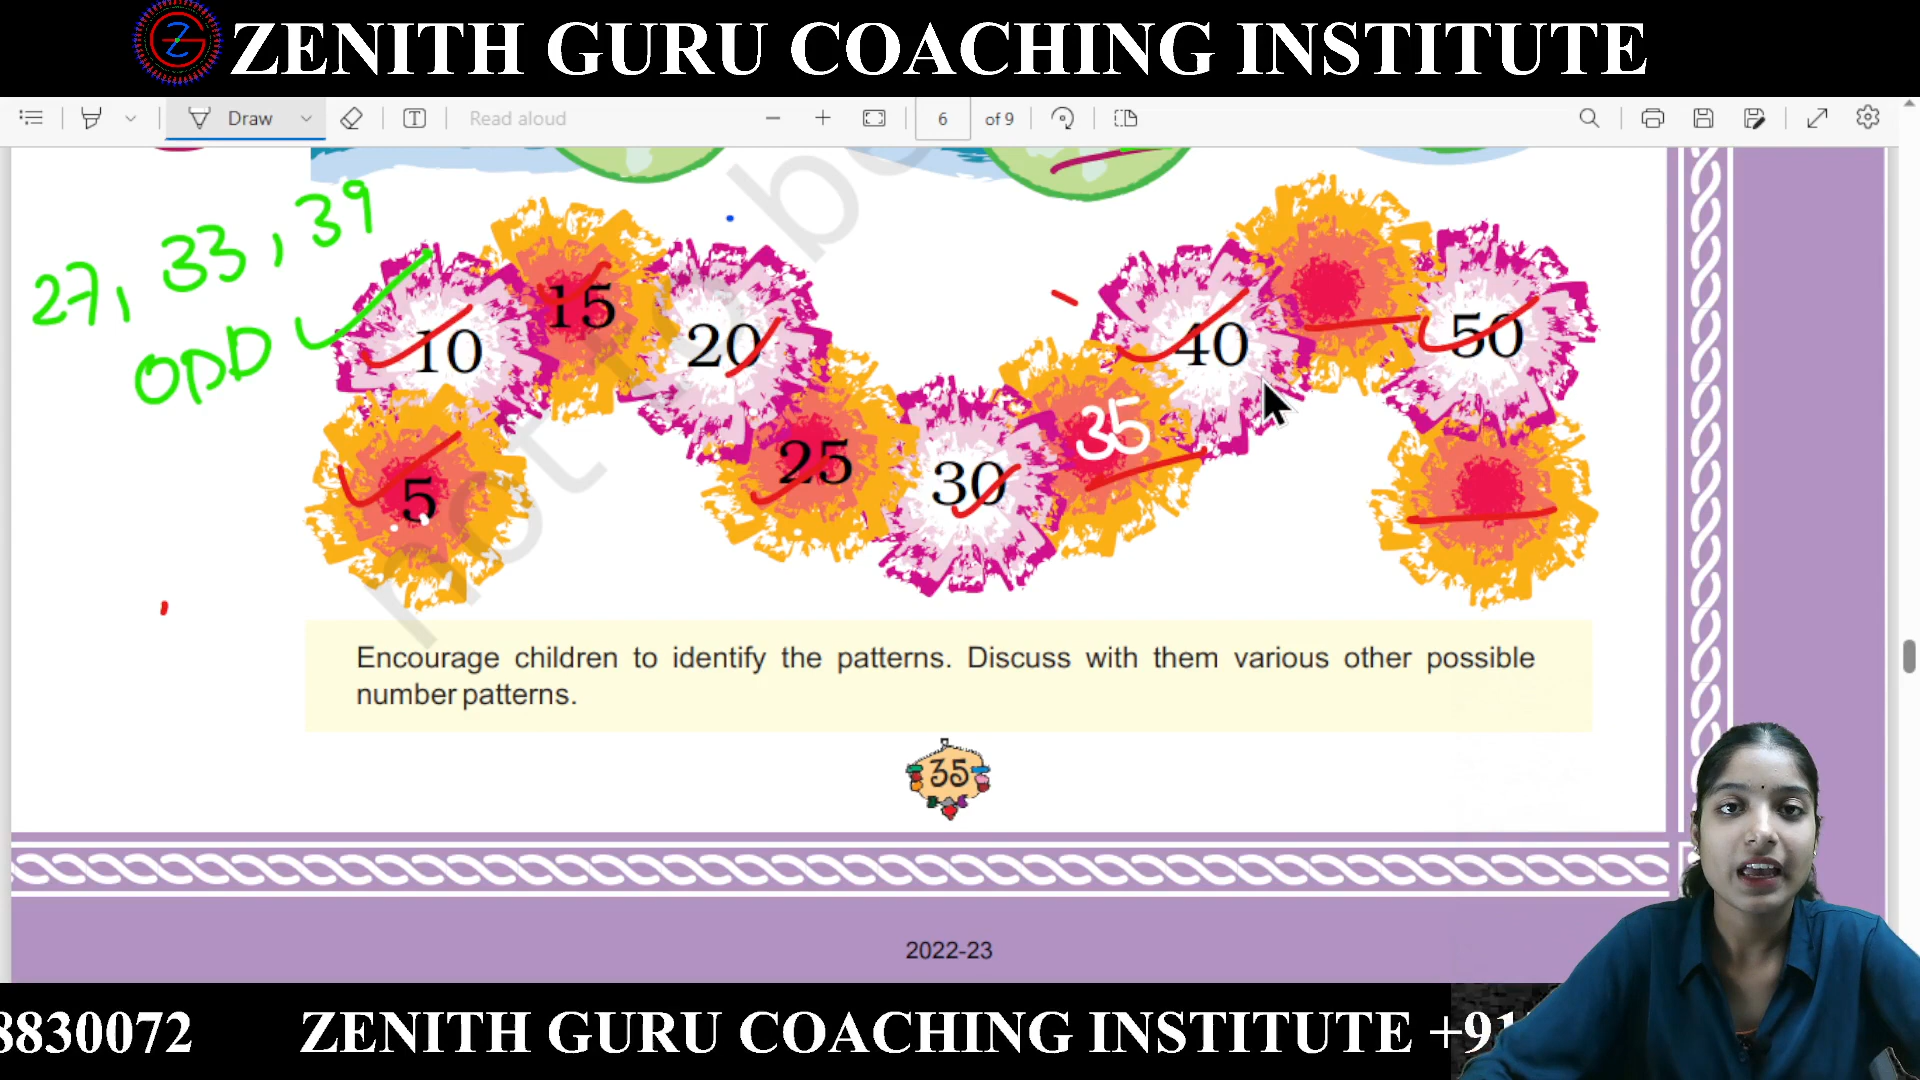 ZENITH GURU COACHING INSTITUTE
Draw
Read aloud
6 of 9
27, 33, 39
ODD
10 15 20 40 50
5 25 30 35
not be
Encourage children to identify the patterns. Discuss with them various other possible
number patterns.
35
2022-23
8830072 ZENITH GURU COACHING INSTITUTE +91